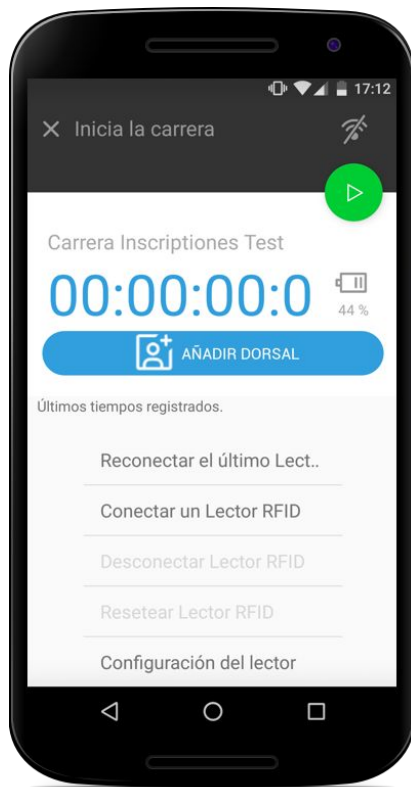 17:12
Inicia la carrera
Carrera Inscriptiones Test
00:00:00:0
44 %
AÑADIR DORSAL
Últimos tiempos registrados.
Reconectar el último Lect..
Conectar un Lector RFID
Desconectar Lector RFID
Resetear Lector RFID
Configuración del lector